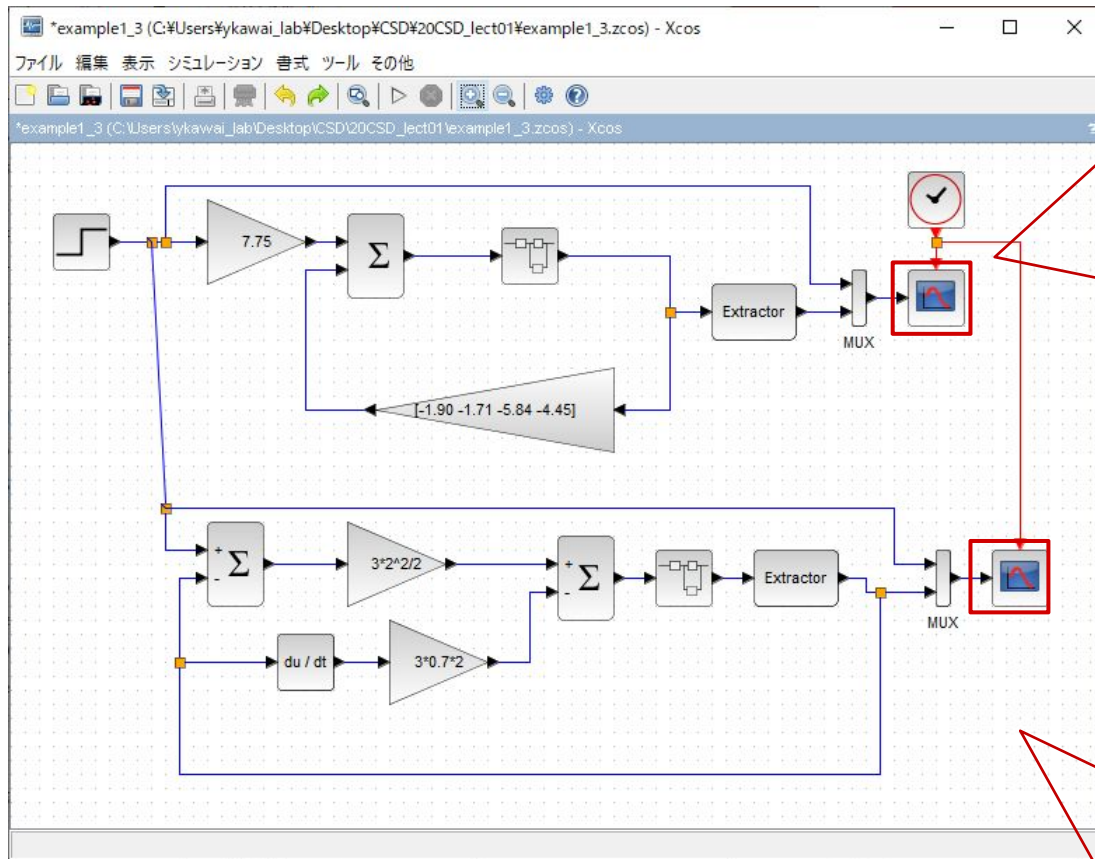 *example1_3 (C:¥Users¥ykawai_lab¥Desktop¥CSD¥20CSD_lect01¥example1_3.zcos) - Xcos
ファイル 編集 表示 シミュレーション 書式 ツール その他
*example1_3 (C:\Users\ykawai_lab\Desktop\CSD\20CSD_lect01\example1_3.zcos) - Xcos
7.75
Σ
Extractor
MUX
[-1.90 -1.71 -5.84 -4.45]
+
-
Σ
3*2^2/2
+
-
Σ
Extractor
MUX
du / dt
3*0.7*2